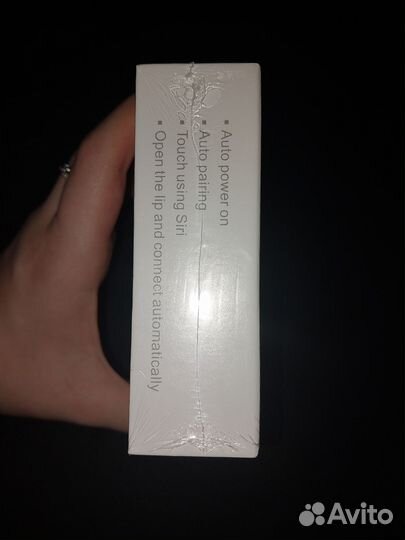 ▪ Auto power on
▪ Auto pairing
▪ Touch using Siri
▪ Open the lip and connect automatically
Avito